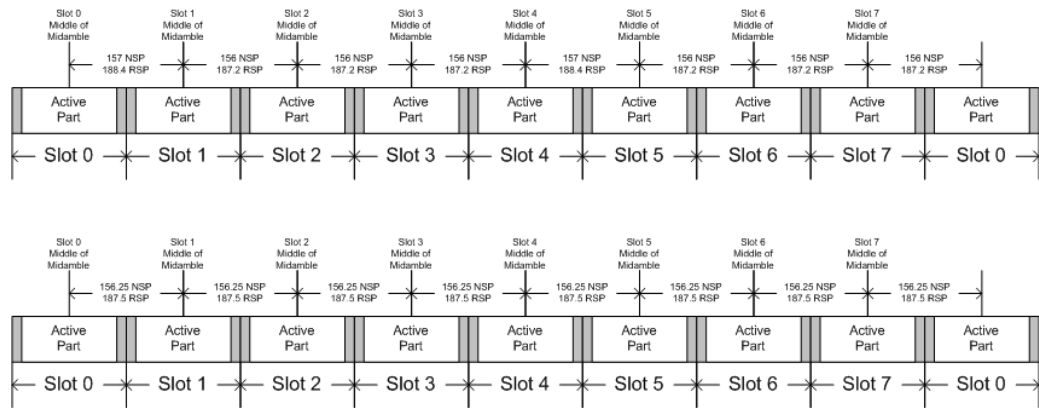 Slot 0 Slot 1 Slot 2 Slot 3 Slot 4 Slot 5 Slot 6 Slot 7
Middle of Middle of Middle of Middle of Middle of Middle of Middle of Middle of
Midamble Midamble Midamble Midamble Midamble Midamble Midamble Midamble
157 NSP 156 NSP 156 NSP 156 NSP 157 NSP 156 NSP 156 NSP 156 NSP
188.4 RSP 187.2 RSP 187.2 RSP 187.2 RSP 188.4 RSP 187.2 RSP 187.2 RSP 187.2 RSP
Active Active Active Active Active Active Active Active Active
Part Part Part Part Part Part Part Part Part
Slot 0 Slot 1 Slot 2 Slot 3 Slot 4 Slot 5 Slot 6 Slot 7 Slot 0
Slot 0 Slot 1 Slot 2 Slot 3 Slot 4 Slot 5 Slot 6 Slot 7
Middle of Middle of Middle of Middle of Middle of Middle of Middle of Middle of
Midamble Midamble Midamble Midamble Midamble Midamble Midamble Midamble
156.25 NSP 156.25 NSP 156.25 NSP 156.25 NSP 156.25 NSP 156.25 NSP 156.25 NSP 156.25 NSP
187.5 RSP 187.5 RSP 187.5 RSP 187.5 RSP 187.5 RSP 187.5 RSP 187.5 RSP 187.5 RSP
Active Active Active Active Active Active Active Active Active
Part Part Part Part Part Part Part Part Part
Slot 0 Slot 1 Slot 2 Slot 3 Slot 4 Slot 5 Slot 6 Slot 7 Slot 0